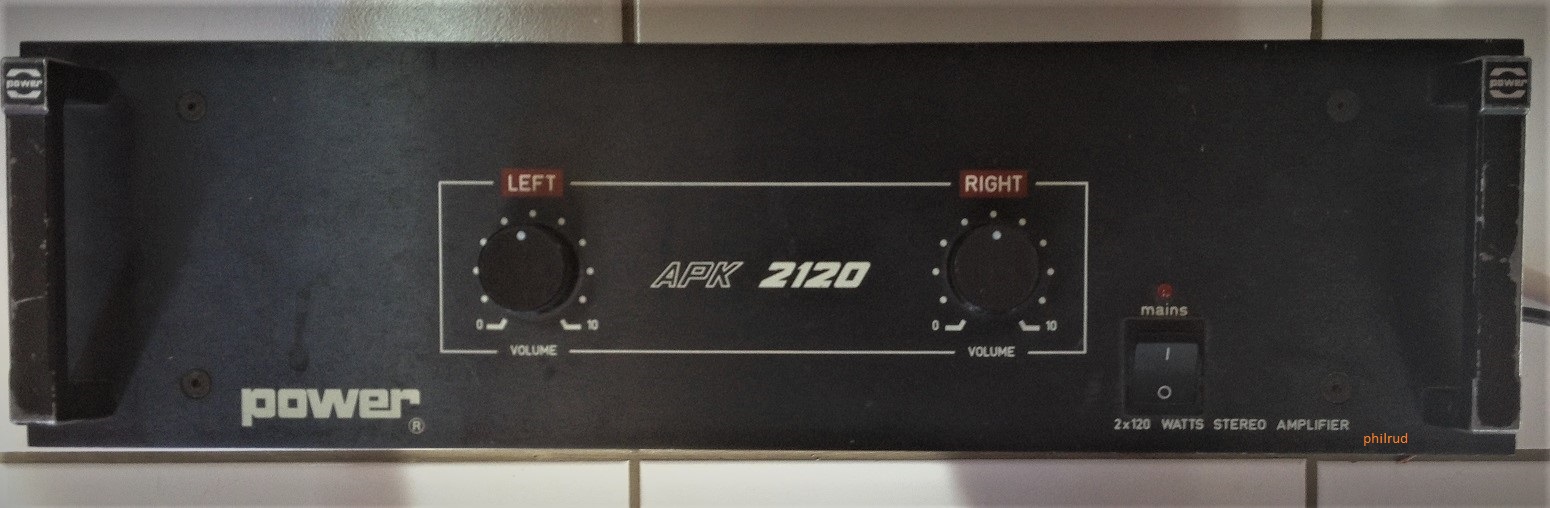 power
power
LEFT
RIGHT
APK 2120
0 10
0 10
VOLUME
VOLUME
mains
I
O
power
®
2x120 WATTS STEREO AMPLIFIER
philrud